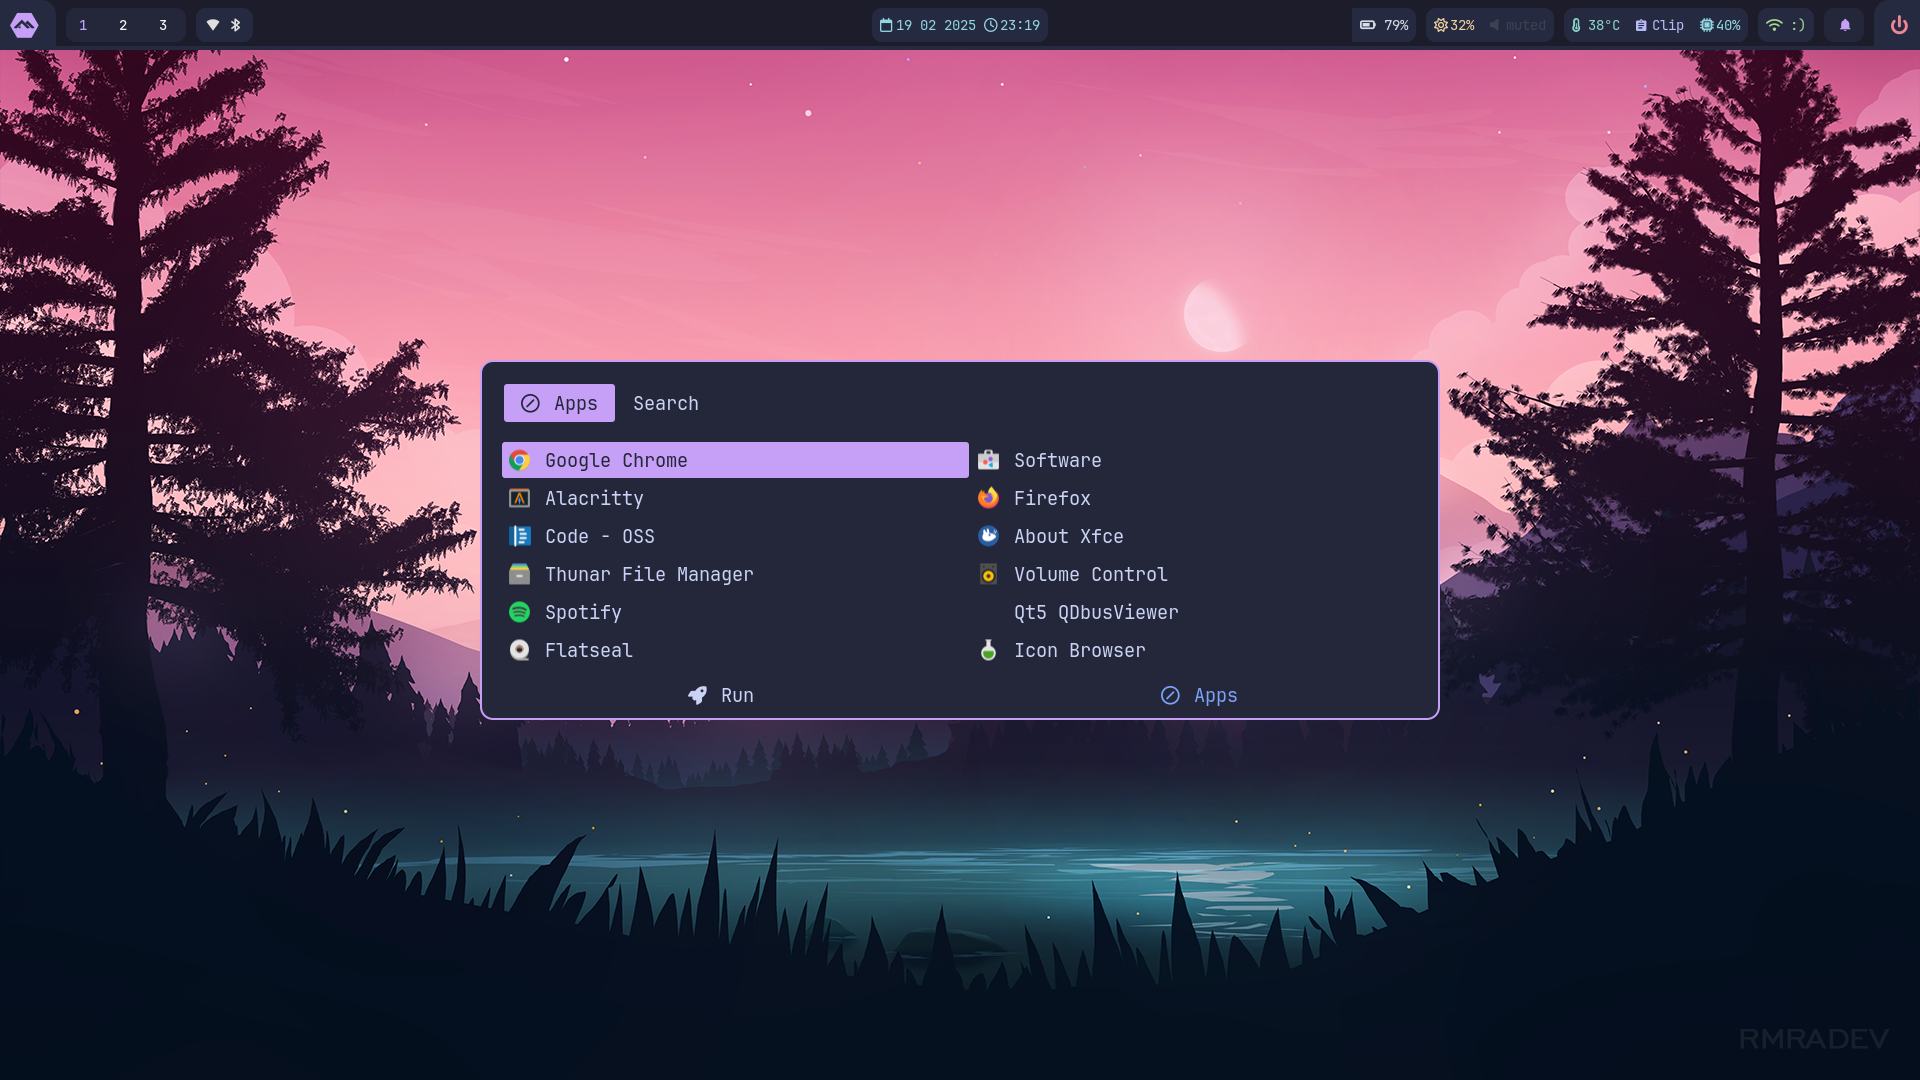 1 2 3
19 02 2025 23:19
79% 32% muted 38°C Clip 40% :)
Apps Search
Google Chrome Software
Alacritty Firefox
Code - OSS About Xfce
Thunar File Manager Volume Control
Spotify Qt5 QDbusViewer
Flatseal Icon Browser
Run Apps
RMRADEV